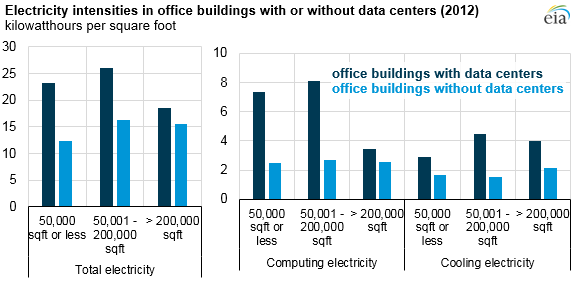 Electricity intensities in office buildings with or without data centers (2012)
kilowatthours per square foot
eia
30
25
20
15
10
5
0
50,000
sqft or less
50,001 -
200,000
sqft
> 200,000
sqft
Total electricity
10
8
6
4
2
0
office buildings with data centers
office buildings without data centers
50,000
sqft or
less
50,001 -
200,000
sqft
> 200,000
sqft
Computing electricity
50,000
sqft or
less
50,001 -
200,000
sqft
> 200,000
sqft
Cooling electricity